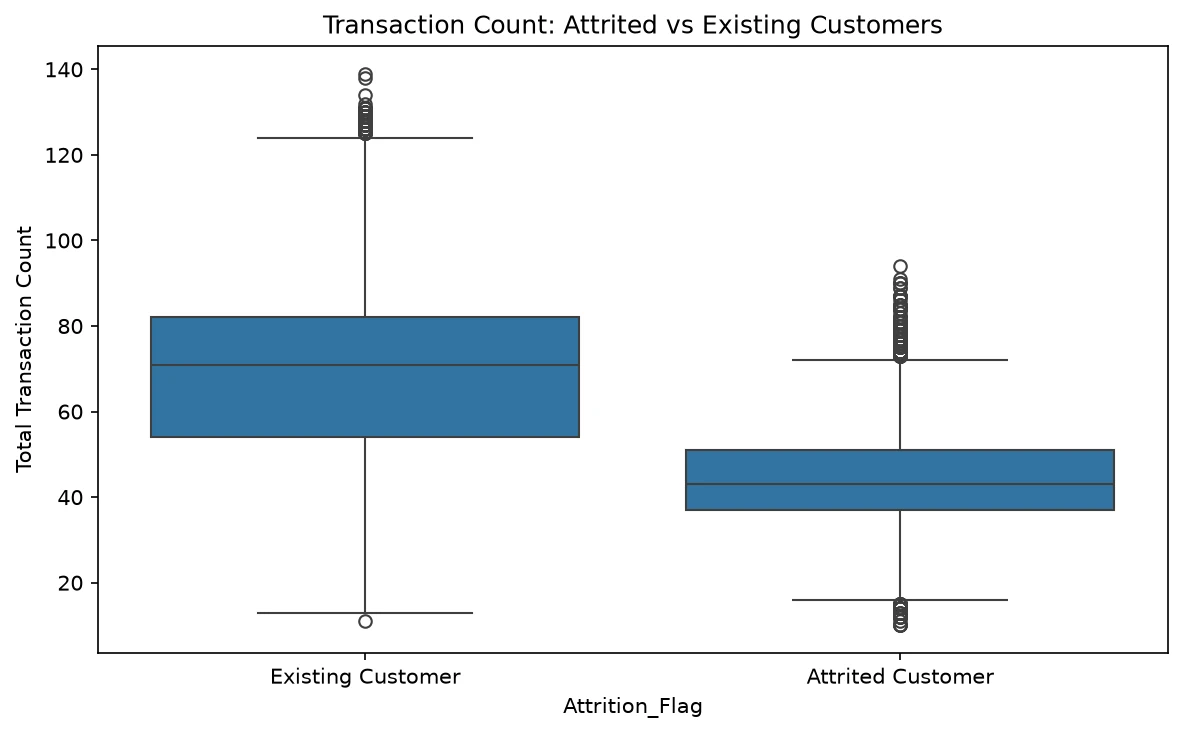 Transaction Count: Attrited vs Existing Customers
Total Transaction Count
140
120
100
80
60
40
20
Existing Customer
Attrited Customer
Attrition_Flag